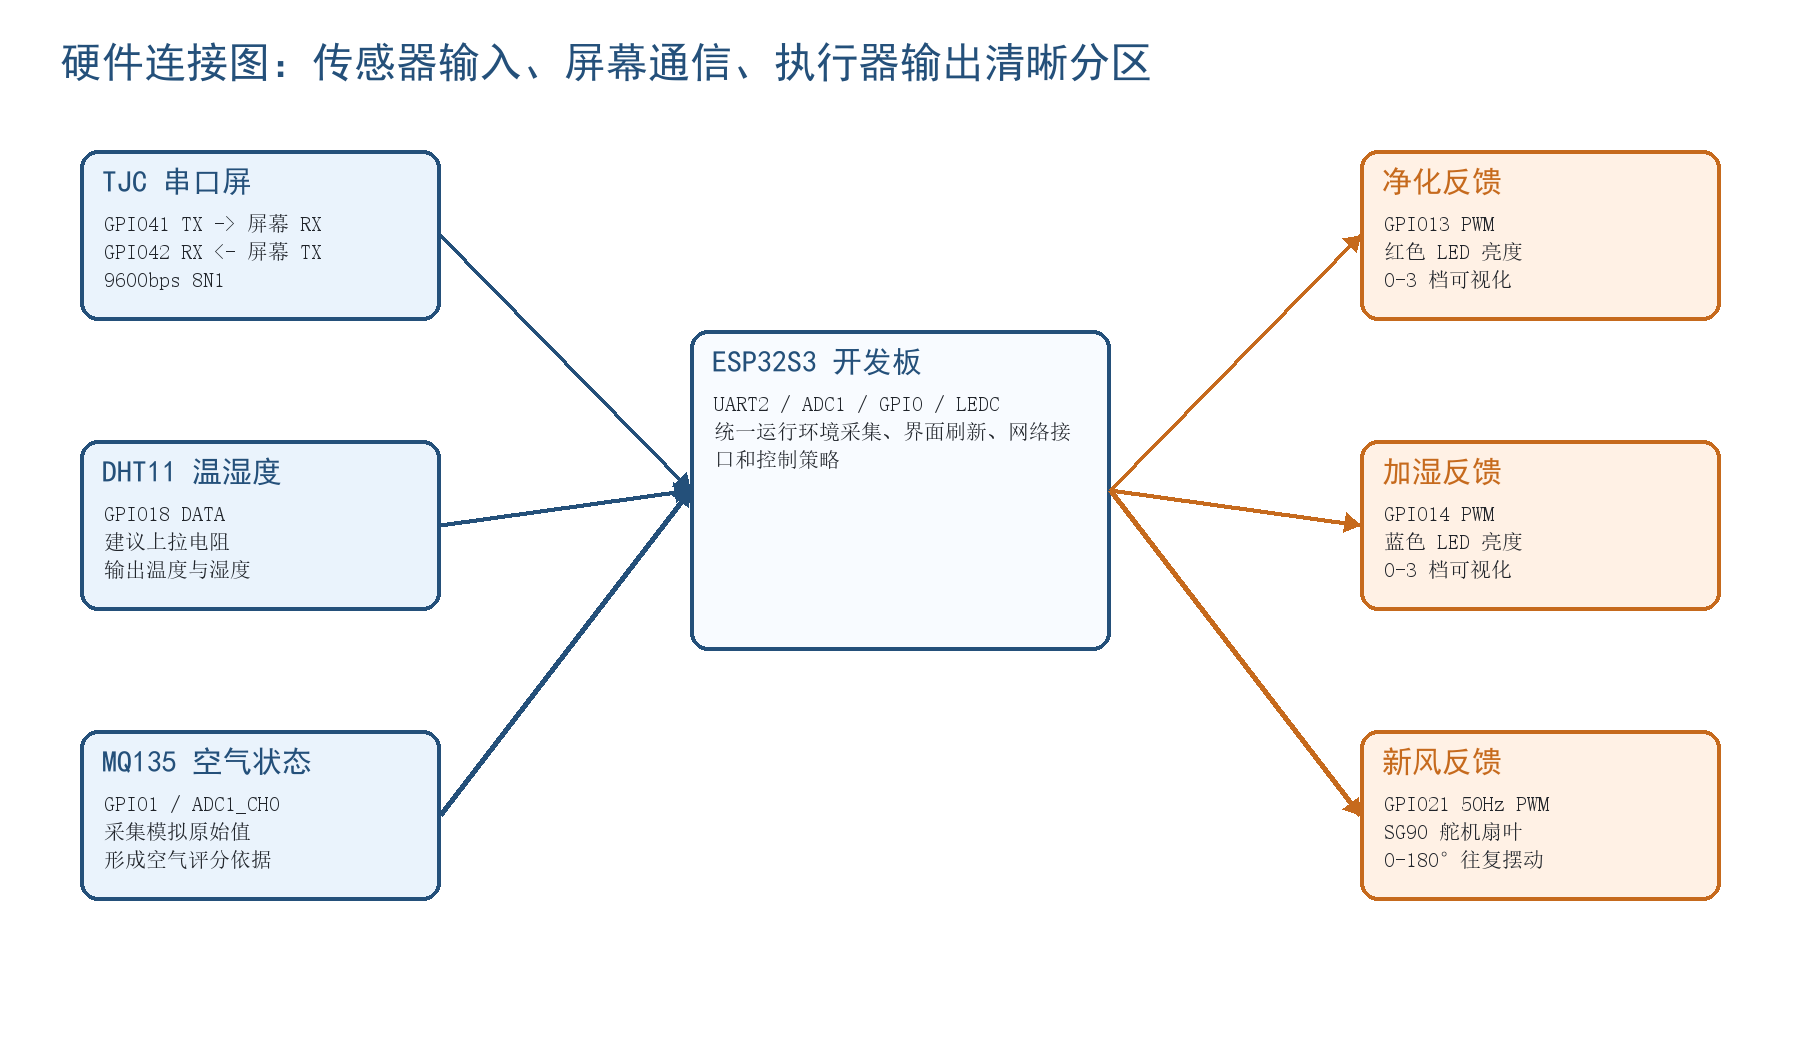 硬件连接图：传感器输入、屏幕通信、执行器输出清晰分区
TJC 串口屏
GPIO41 TX -> 屏幕 RX
GPIO42 RX <- 屏幕 TX
9600bps 8N1
DHT11 温湿度
GPIO18 DATA
建议上拉电阻
输出温度与湿度
MQ135 空气状态
GPIO1 / ADC1_CH0
采集模拟原始值
形成空气评分依据
ESP32S3 开发板
UART2 / ADC1 / GPIO / LEDC
统一运行环境采集、界面刷新、网络接
口和控制策略
净化反馈
GPIO13 PWM
红色 LED 亮度
0-3 档可视化
加湿反馈
GPIO14 PWM
蓝色 LED 亮度
0-3 档可视化
新风反馈
GPIO21 50Hz PWM
SG90 舵机扇叶
0-180°往复摆动